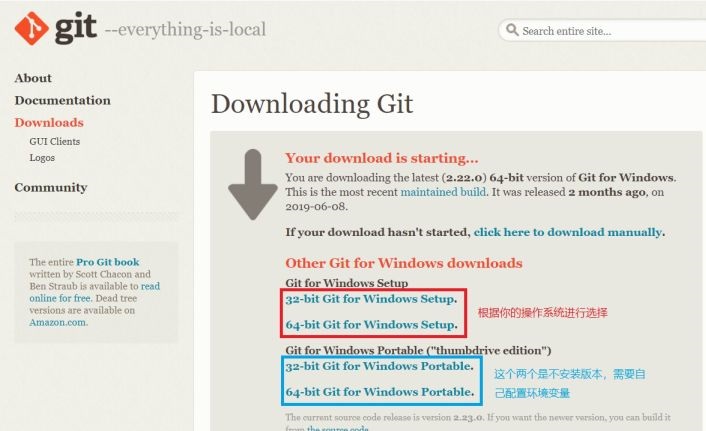 git --everything-is-local
Search entire site...
About
Documentation
Downloads
GUI Clients
Logos
Community
The entire Pro Git book
written by Scott Chacon and
Ben Straub is available to read
online for free. Dead tree
versions are available on
Amazon.com.
Downloading Git
Your download is starting...
You are downloading the latest (2.22.0) 64-bit version of Git for Windows.
This is the most recent maintained build. It was released 2 months ago, on
2019-06-08.
If your download hasn't started, click here to download manually.
Other Git for Windows downloads
Git for Windows Setup
32-bit Git for Windows Setup.
64-bit Git for Windows Setup.
根据你的操作系统进行选择
Git for Windows Portable ("thumbdrive edition")
32-bit Git for Windows Portable.
64-bit Git for Windows Portable.
这个两个是不安装版本，需要自
己配置环境变量
The current source code release is version 2.23.0. If you want the newer version, you can build it
from the source code.